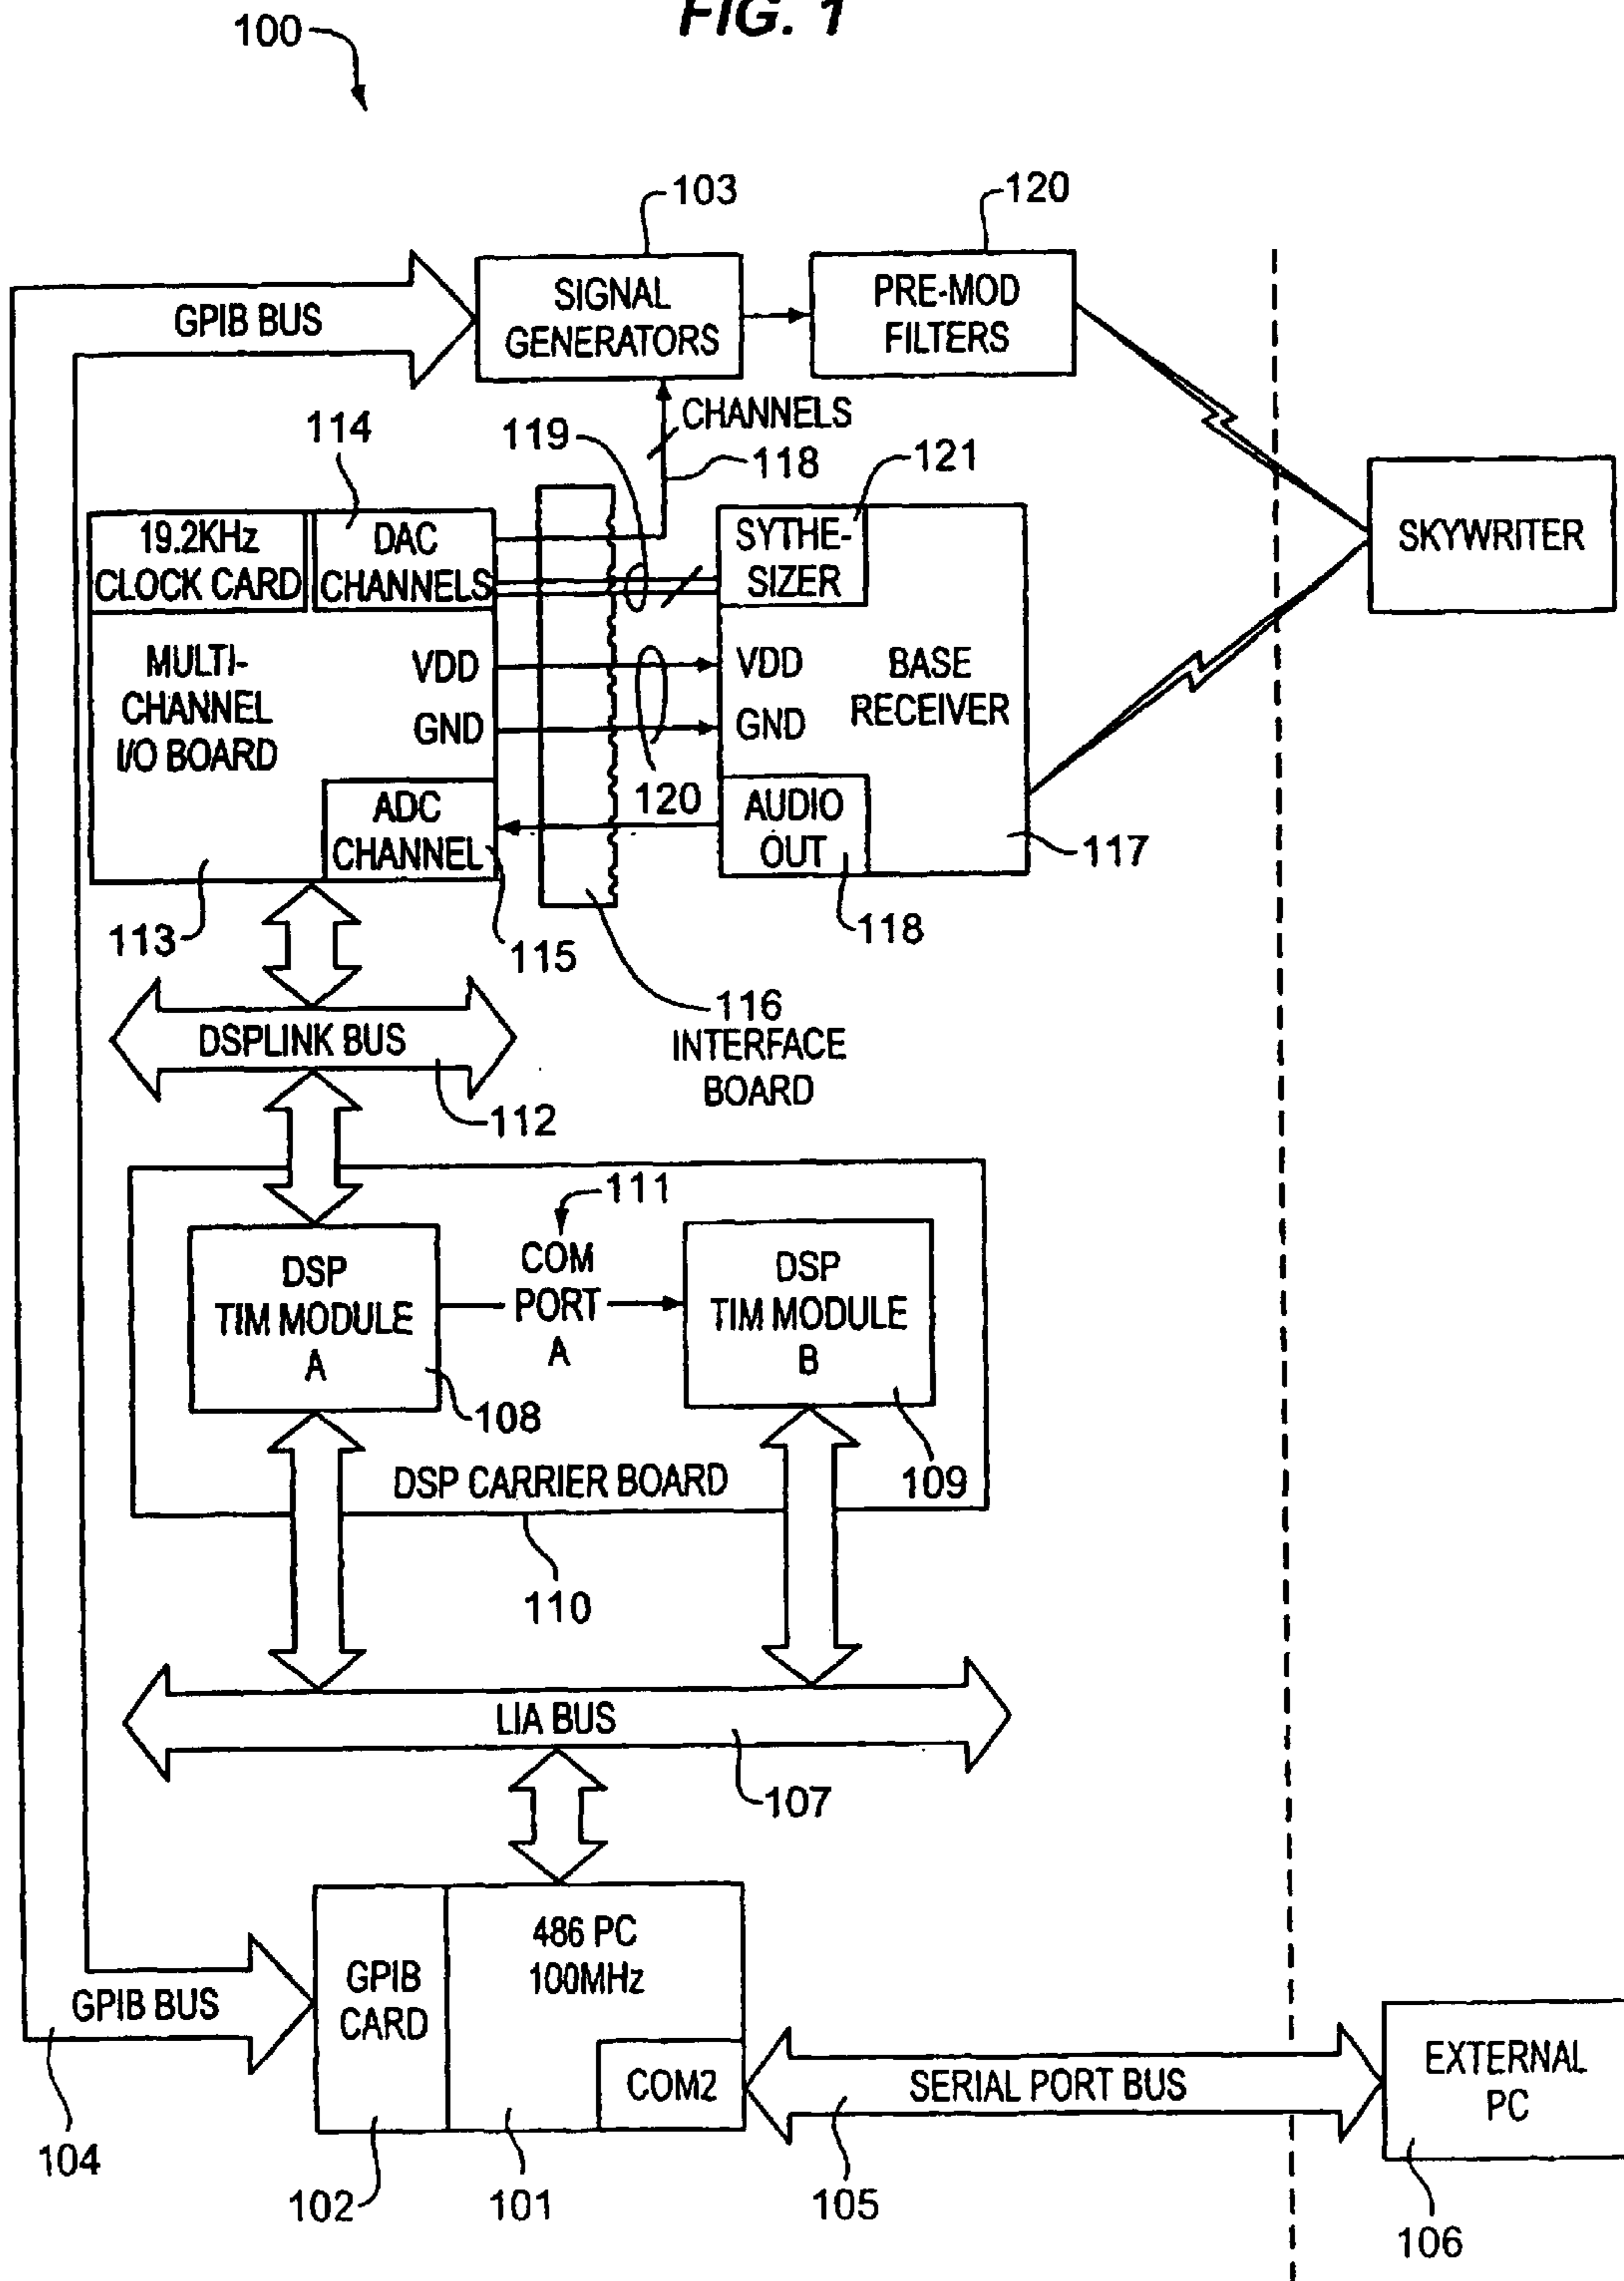 FIG. 1
100
103
120
GPIB BUS
SIGNAL
GENERATORS
PRE-MOD
FILTERS
114
119
CHANNELS
118
121
19.2KHz
CLOCK CARD
DAC
CHANNELS
SYTHE-
SIZER
SKYWRITER
MULTI-
CHANNEL
I/O BOARD
VDD
GND
VDD
GND
BASE
RECEIVER
ADC
CHANNEL
120
AUDIO
OUT
117
113
115
118
116
INTERFACE
BOARD
DSPLINK BUS
112
111
DSP
TIM MODULE
A
COM
PORT
A
DSP
TIM MODULE
B
108
109
DSP CARRIER BOARD
110
LIA BUS
107
GPIB BUS
GPIB
CARD
486 PC
100MHz
COM2
SERIAL PORT BUS
EXTERNAL
PC
104
102
101
105
106